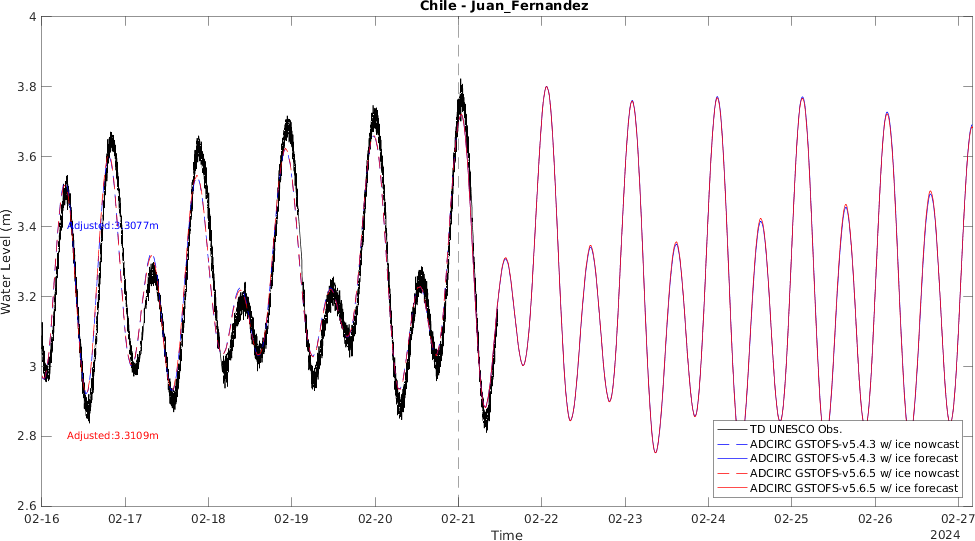 Chile - Juan_Fernandez
Water Level (m)
4
3.8
3.6
3.4
3.2
3
2.8
2.6
Adjusted:3.3077m
Adjusted:3.3109m
TD UNESCO Obs.
ADCIRC GSTOFS-v5.4.3 w/ ice nowcast
ADCIRC GSTOFS-v5.4.3 w/ ice forecast
ADCIRC GSTOFS-v5.6.5 w/ ice nowcast
ADCIRC GSTOFS-v5.6.5 w/ ice forecast
02-16 02-17 02-18 02-19 02-20 02-21 02-22 02-23 02-24 02-25 02-26 02-27
Time
2024